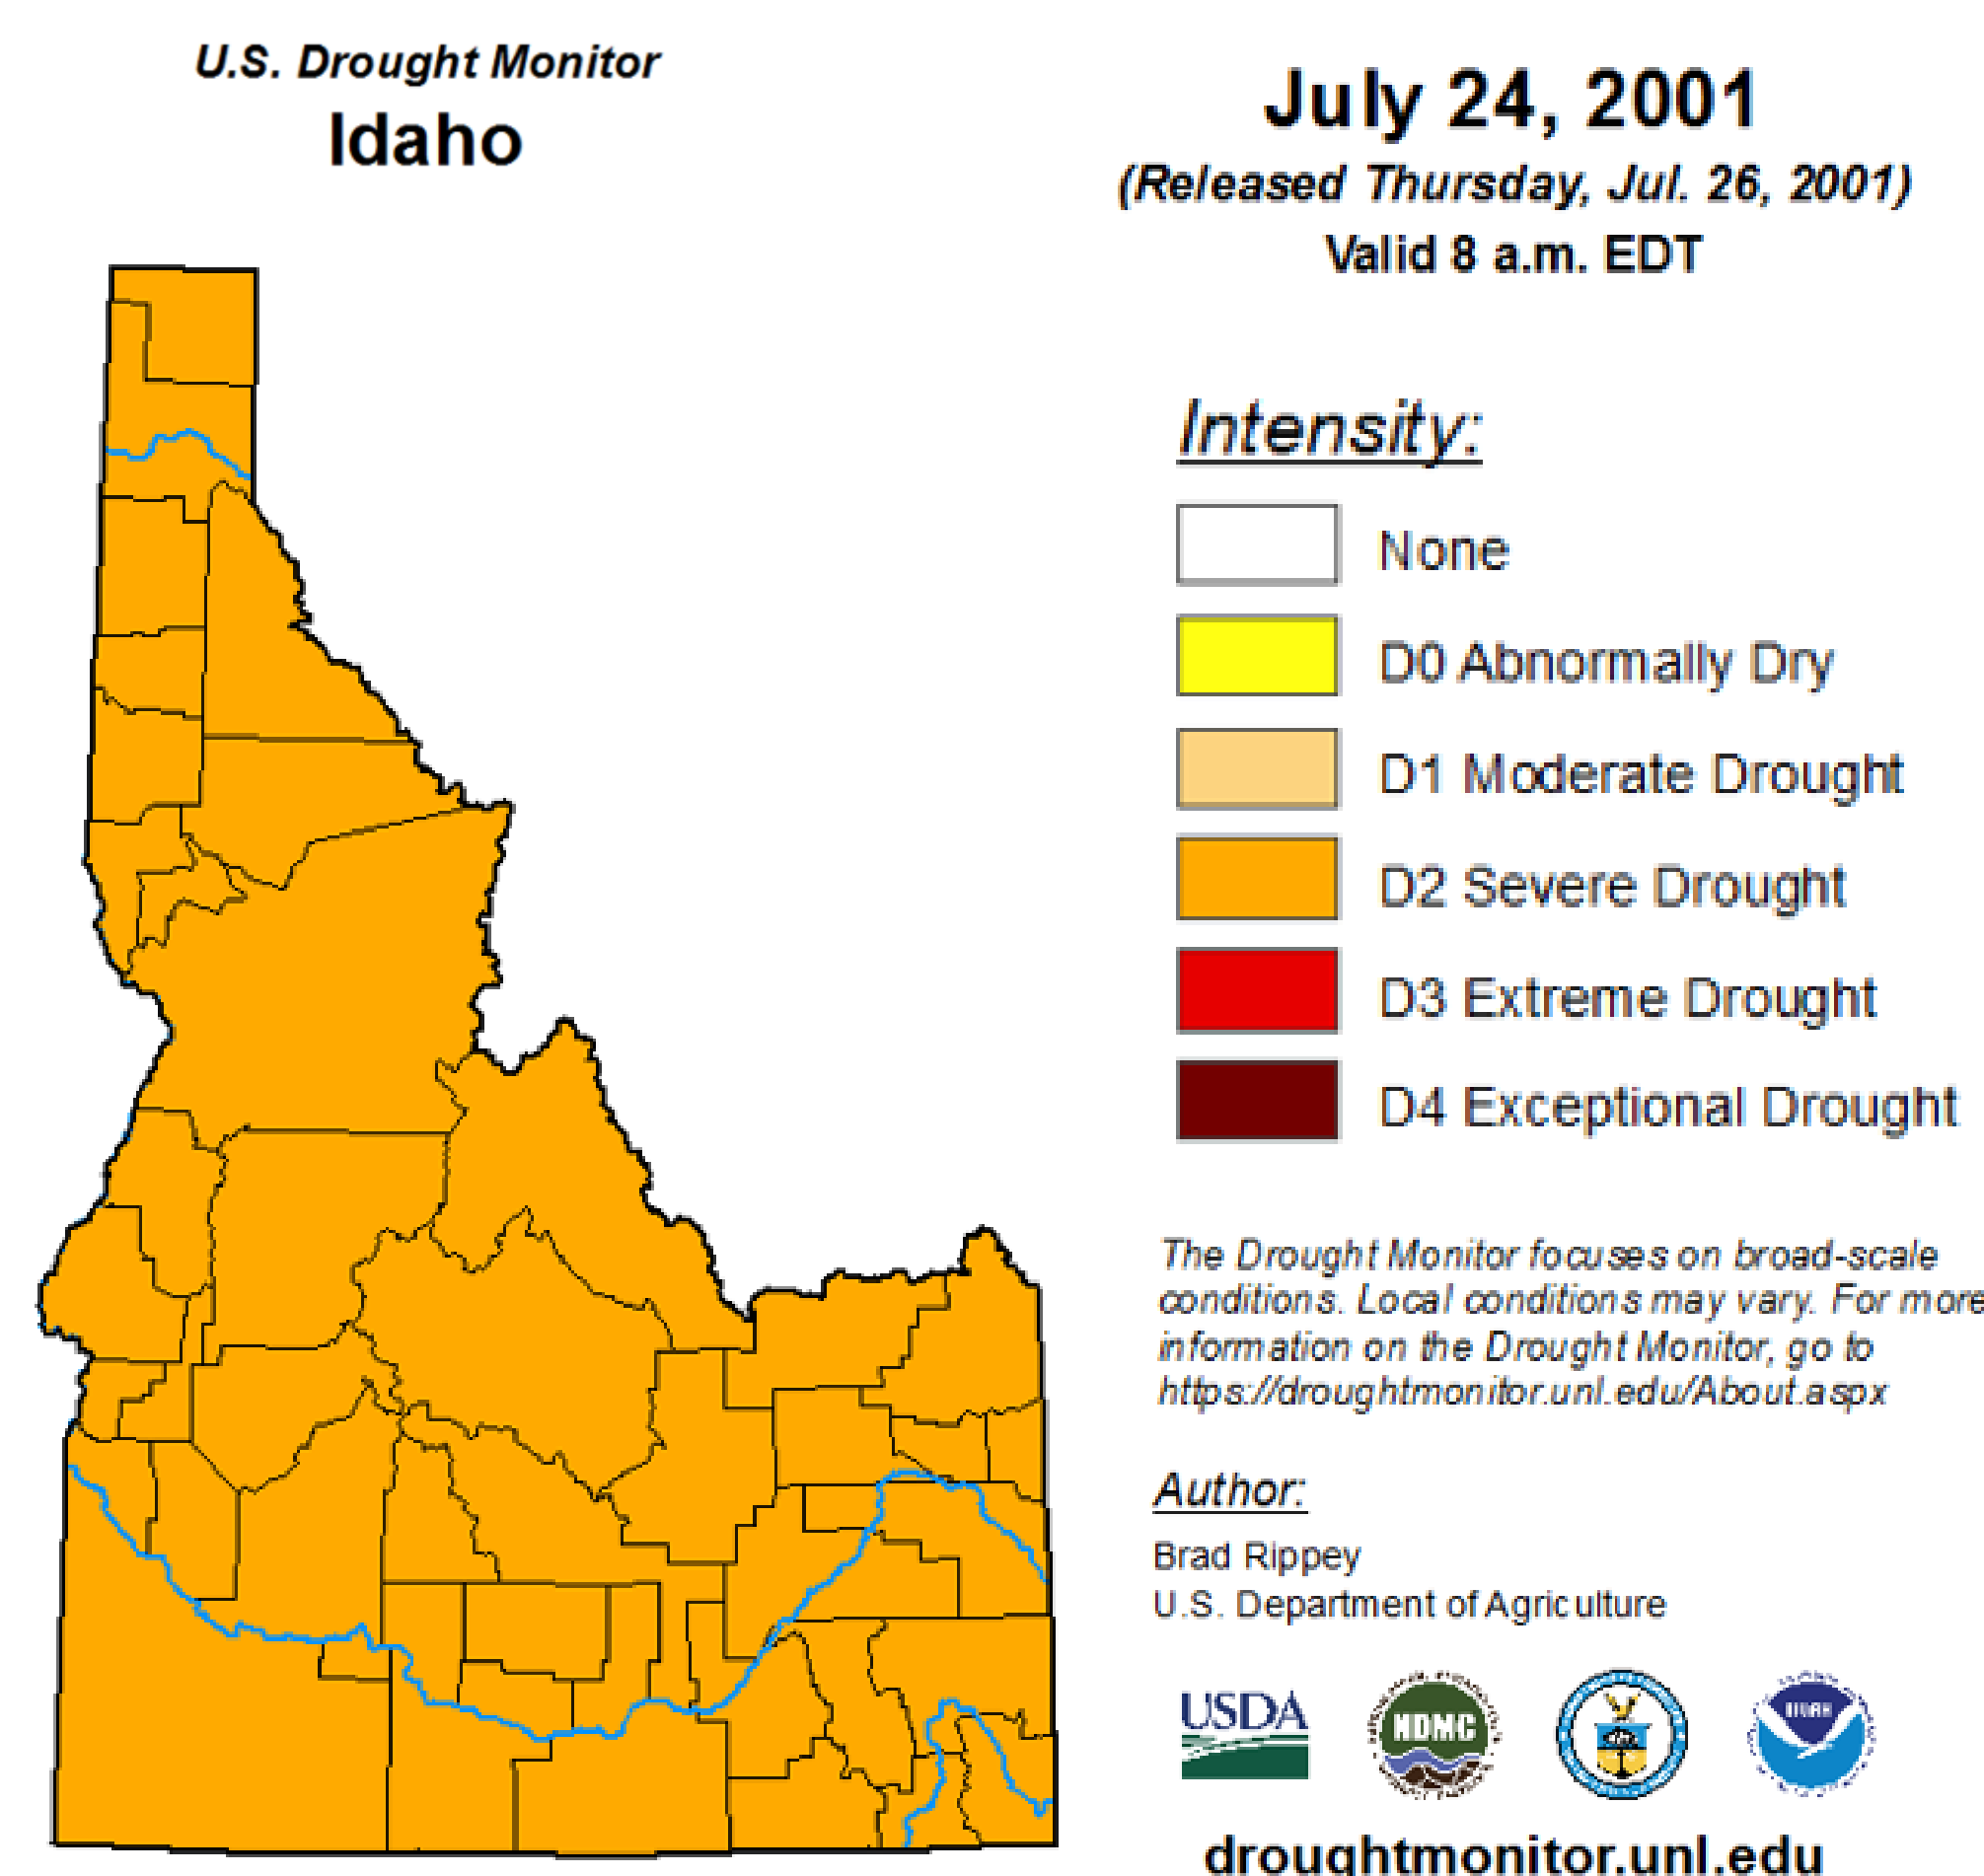 U.S. Drought Monitor
Idaho
July 24, 2001
(Released Thursday, Jul. 26, 2001)
Valid 8 a.m. EDT
Intensity:
None
D0 Abnormally Dry
D1 Moderate Drought
D2 Severe Drought
D3 Extreme Drought
D4 Exceptional Drought
The Drought Monitor focuses on broad-scale
conditions. Local conditions may vary. For more
information on the Drought Monitor, go to
https://droughtmonitor.unl.edu/About.aspx
Author:
Brad Rippey
U.S. Department of Agriculture
USDA
NDMC
NOAA
droughtmonitor.unl.edu